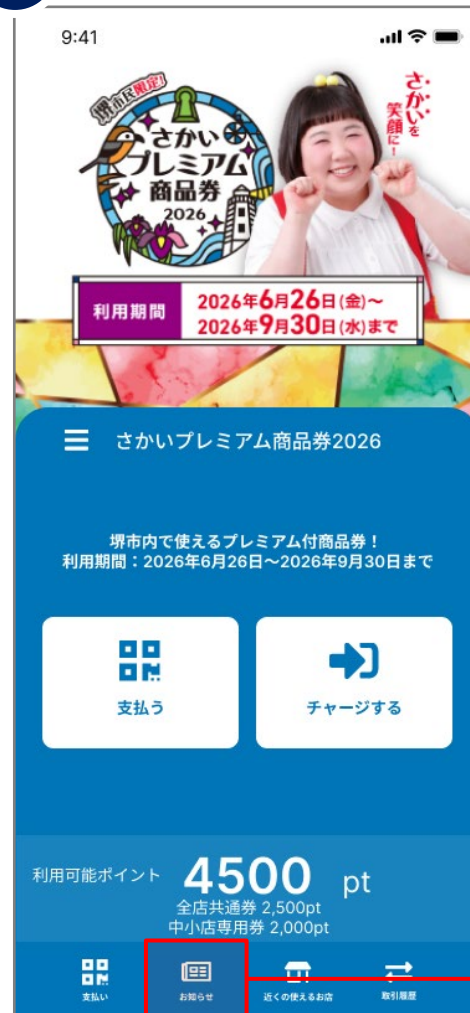 9:41
堺市民限定!
さかい
プレミアム
商品券
2026
さかいを
笑顔に!
利用期間
2026年6月26日(金)～
2026年9月30日(水)まで
さかいプレミアム商品券2026
堺市内で使えるプレミアム付商品券！
利用期間：2026年6月26日～2026年9月30日まで
支払う
チャージする
利用可能ポイント
4500 pt
全店共通券 2,500pt
中小店専用券 2,000pt
支払い
お知らせ
近くの使えるお店
取引履歴